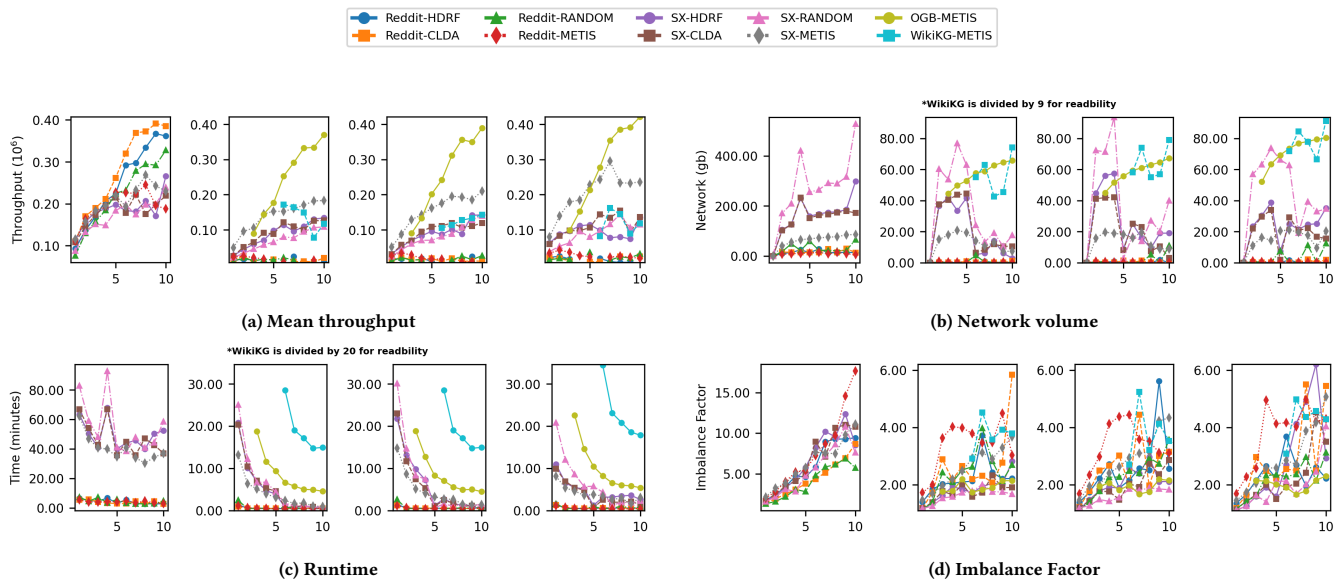 Reddit-HDRF Reddit-RANDOM SX-HDRF SX-RANDOM OGB-METIS
Reddit-CLDA Reddit-METIS SX-CLDA SX-METIS WikiKG-METIS
*WikiKG is divided by 9 for readbility
Throughput (10⁶)
0.40 0.30 0.20 0.10
5 10
0.40 0.30 0.20 0.10
5 10
0.40 0.30 0.20 0.10
5 10
0.40 0.30 0.20 0.10
5 10
Network (gb)
400.00 200.00 0.00
5 10
80.00 60.00 40.00 20.00 0.00
5 10
80.00 60.00 40.00 20.00 0.00
5 10
80.00 60.00 40.00 20.00 0.00
5 10
(a) Mean throughput
(b) Network volume
*WikiKG is divided by 20 for readbility
Time (minutes)
80.00 60.00 40.00 20.00 0.00
5 10
30.00 20.00 10.00 0.00
5 10
30.00 20.00 10.00 0.00
5 10
30.00 20.00 10.00 0.00
5 10
Imbalance Factor
15.00 10.00 5.00
5 10
6.00 4.00 2.00
5 10
6.00 4.00 2.00
5 10
6.00 4.00 2.00
5 10
(c) Runtime
(d) Imbalance Factor